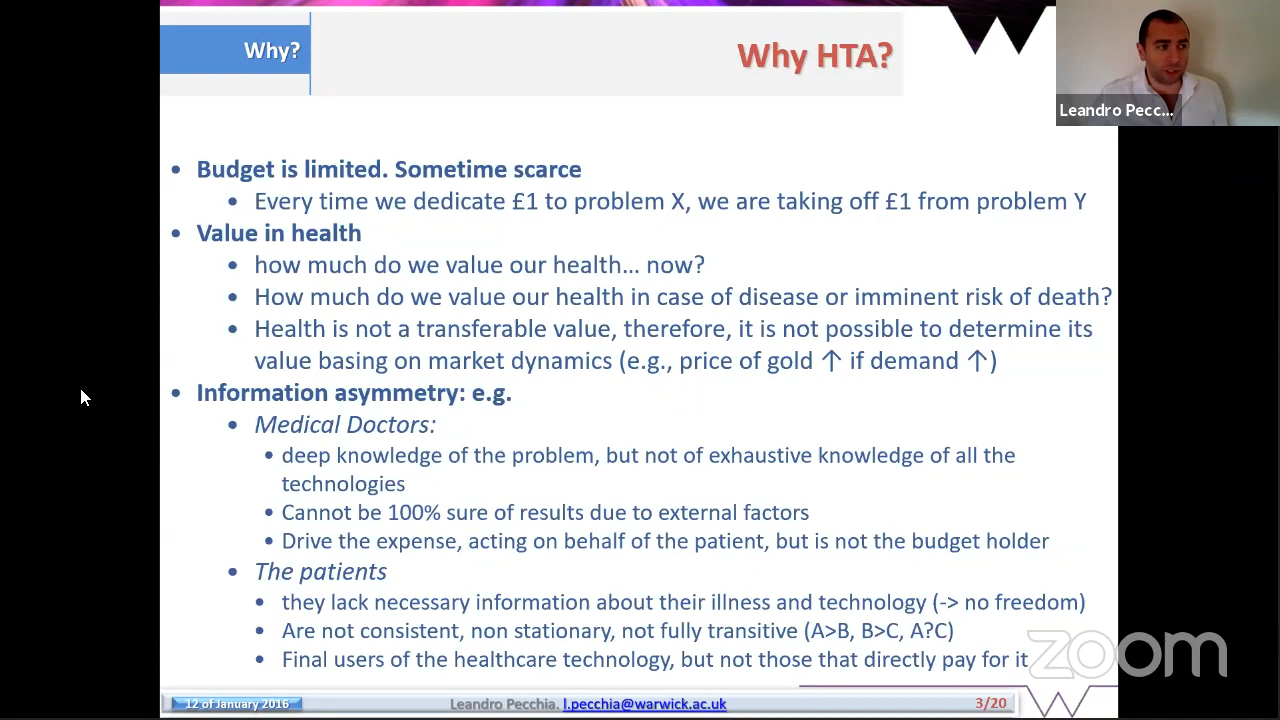 Why?
Why HTA?
Leandro Pecc...
• Budget is limited. Sometime scarce
• Every time we dedicate £1 to problem X, we are taking off £1 from problem Y
• Value in health
• how much do we value our health… now?
• How much do we value our health in case of disease or imminent risk of death?
• Health is not a transferable value, therefore, it is not possible to determine its
value basing on market dynamics (e.g., price of gold ↑ if demand ↑)
• Information asymmetry: e.g.
• Medical Doctors:
• deep knowledge of the problem, but not of exhaustive knowledge of all the
technologies
• Cannot be 100% sure of results due to external factors
• Drive the expense, acting on behalf of the patient, but is not the budget holder
• The patients
• they lack necessary information about their illness and technology (-> no freedom)
• Are not consistent, non stationary, not fully transitive (A>B, B>C, A?C)
• Final users of the healthcare technology, but not those that directly pay for it
zoom
12 of January 2016
Leandro Pecchia. l.pecchia@warwick.ac.uk
3/20